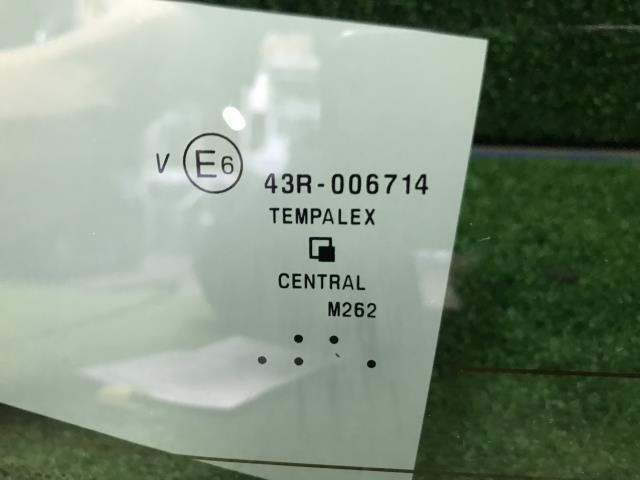 V E6 43R-006714
TEMPALEX
CENTRAL
M262